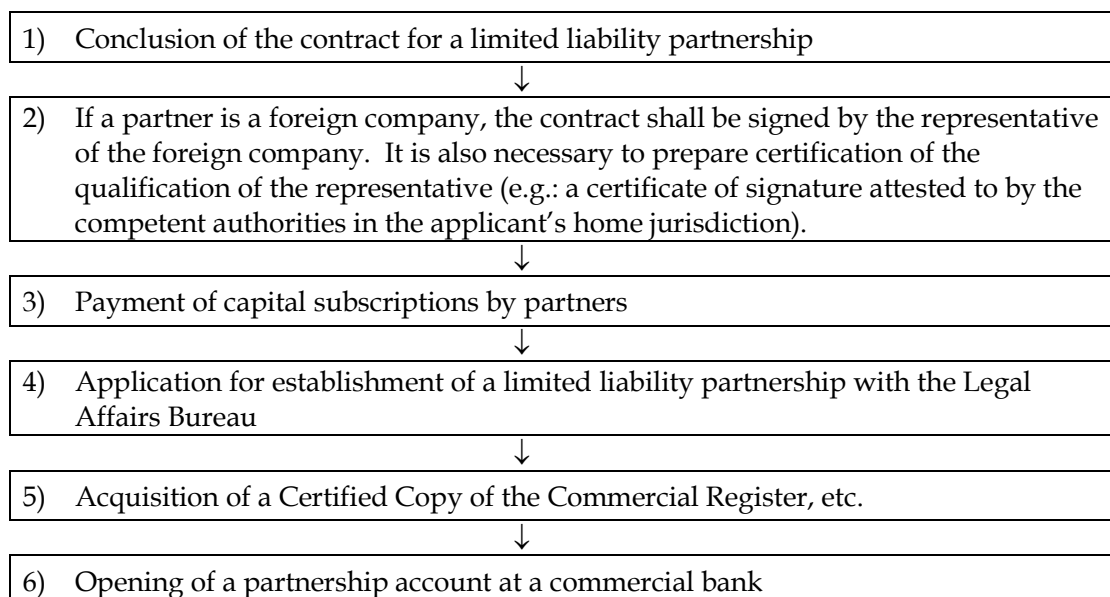 1) Conclusion of the contract for a limited liability partnership
↓
2) If a partner is a foreign company, the contract shall be signed by the representative
of the foreign company. It is also necessary to prepare certification of the
qualification of the representative (e.g.: a certificate of signature attested to by the
competent authorities in the applicant’s home jurisdiction).
↓
3) Payment of capital subscriptions by partners
↓
4) Application for establishment of a limited liability partnership with the Legal
Affairs Bureau
↓
5) Acquisition of a Certified Copy of the Commercial Register, etc.
↓
6) Opening of a partnership account at a commercial bank